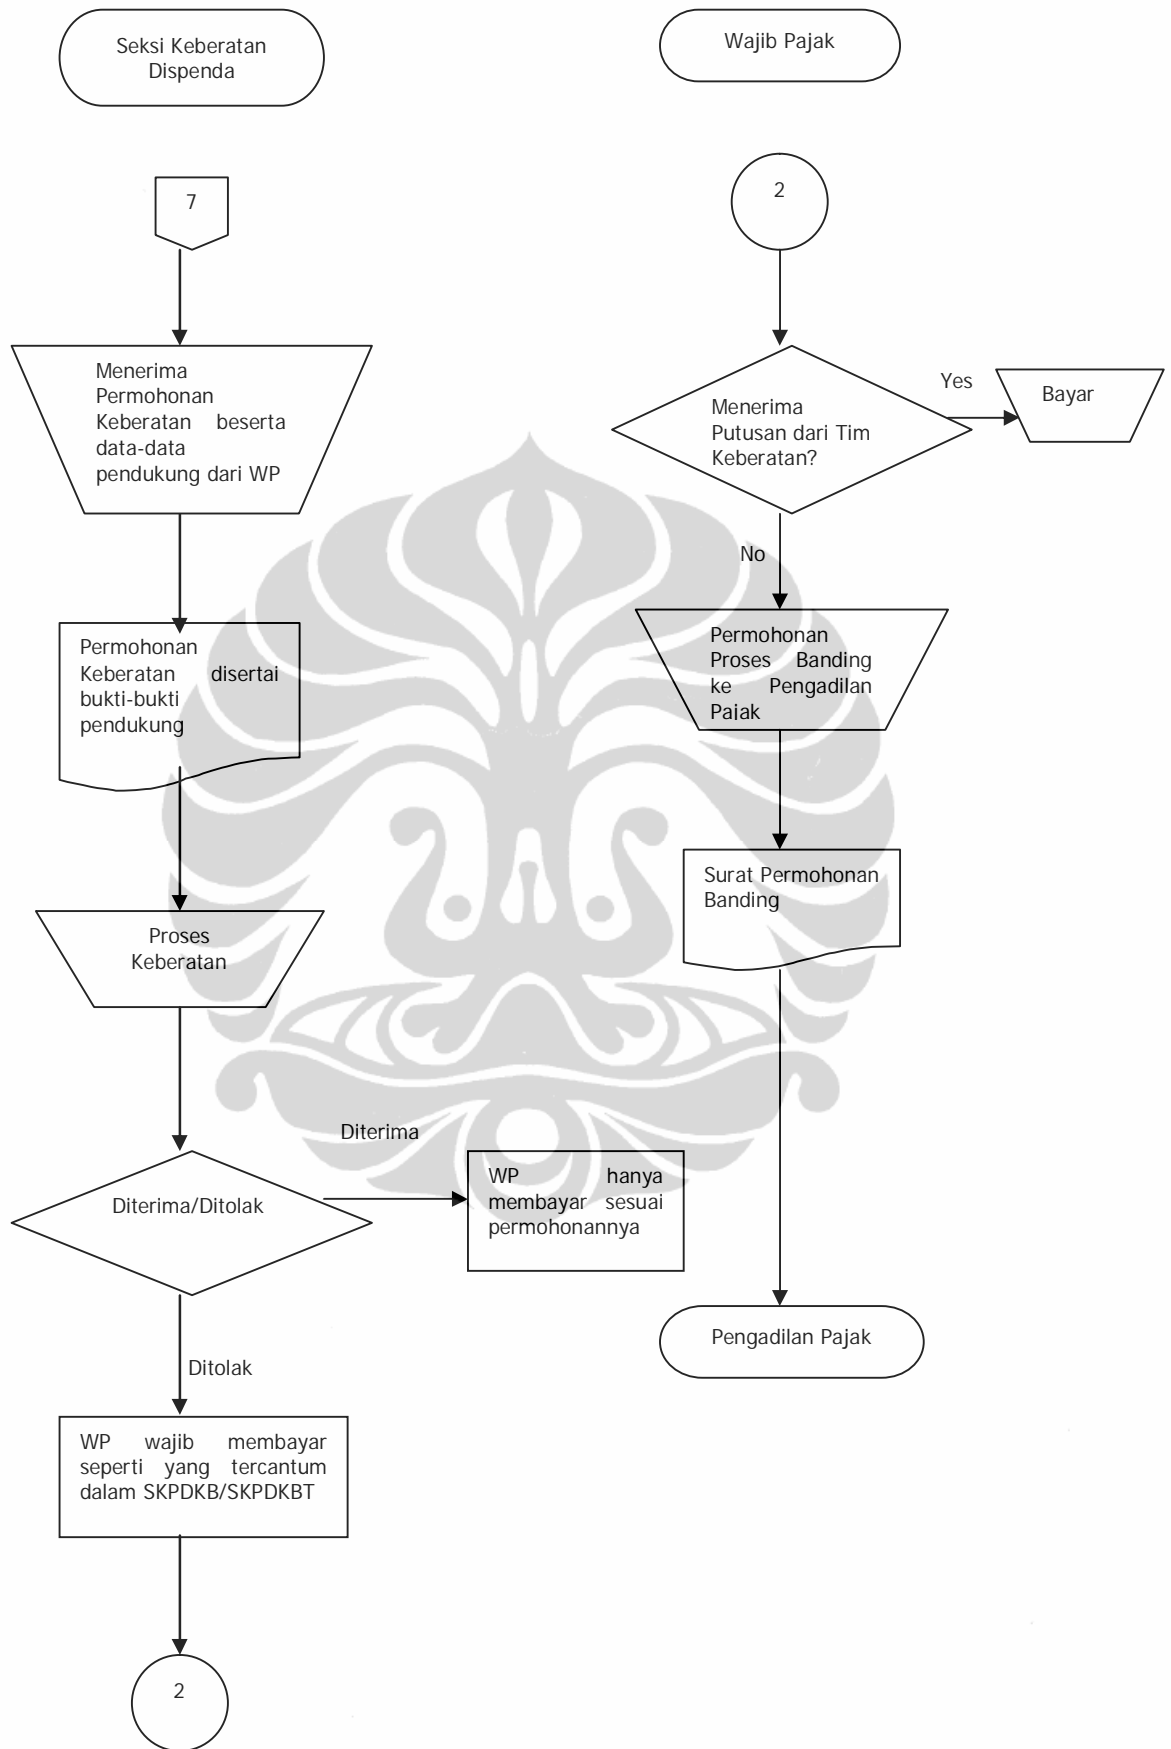 Seksi Keberatan
Dispenda
7
Menerima
Permohonan
Keberatan beserta
data-data
pendukung dari WP
Permohonan
Keberatan disertai
bukti-bukti
pendukung
Proses
Keberatan
Diterima/Ditolak
Diterima
WP hanya
membayar sesuai
permohonannya
Ditolak
WP wajib membayar
seperti yang tercantum
dalam SKPDKB/SKPDKBT
2
Wajib Pajak
2
Menerima
Putusan dari Tim
Keberatan?
Yes
Bayar
No
Permohonan
Proses Banding
ke Pengadilan
Pajak
Surat Permohonan
Banding
Pengadilan Pajak